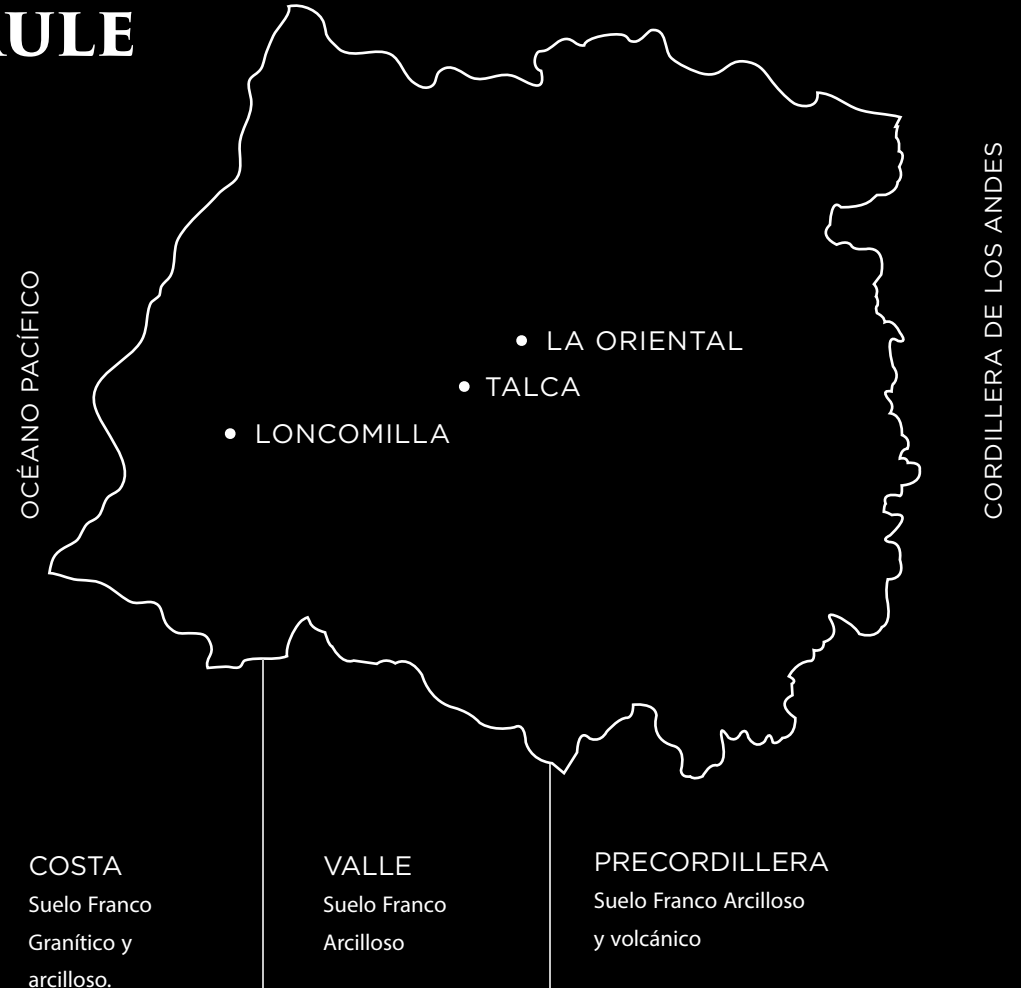 ULE
OCÉANO PACÍFICO
CORDILLERA DE LOS ANDES
LA ORIENTAL
TALCA
LONCOMILLA
COSTA
Suelo Franco
Granítico y
arcilloso.
VALLE
Suelo Franco
Arcilloso
PRECORDILLERA
Suelo Franco Arcilloso
y volcánico